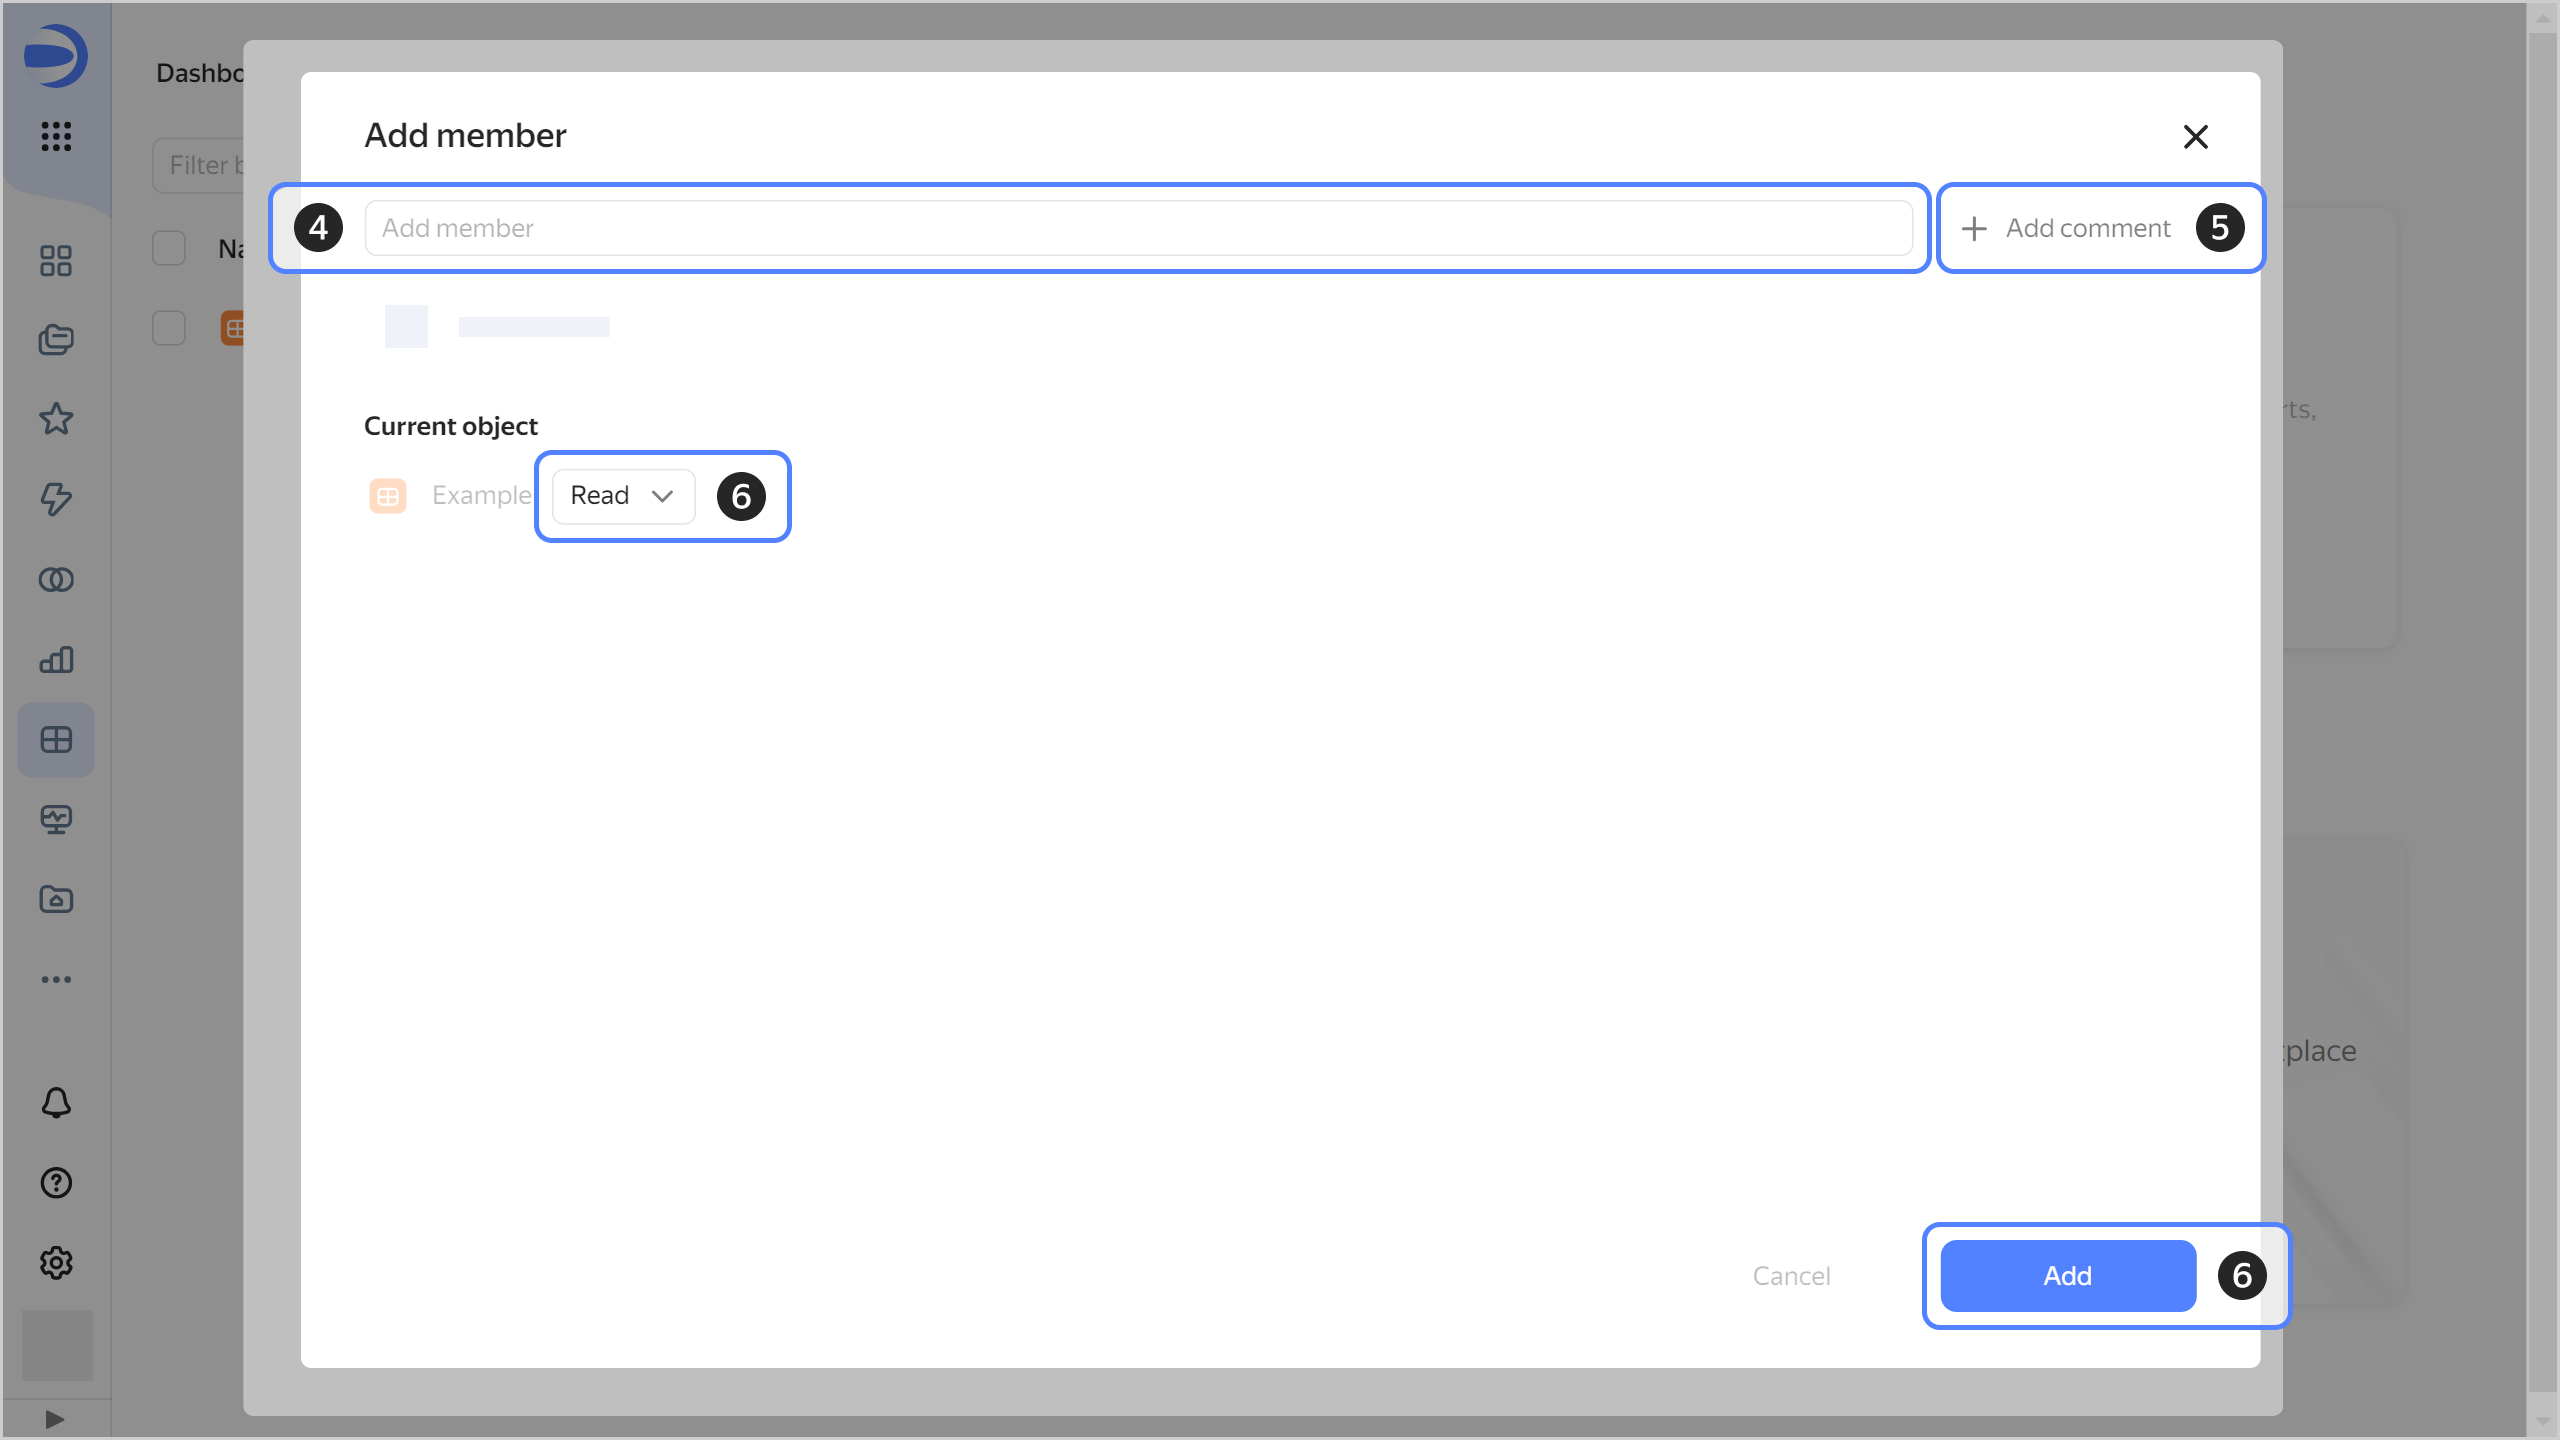 Dashbo
Add member
Filter b
4
Add member
Add comment
5
Na
rts,
Current object
Example
Read
6
place
Cancel
Add
6